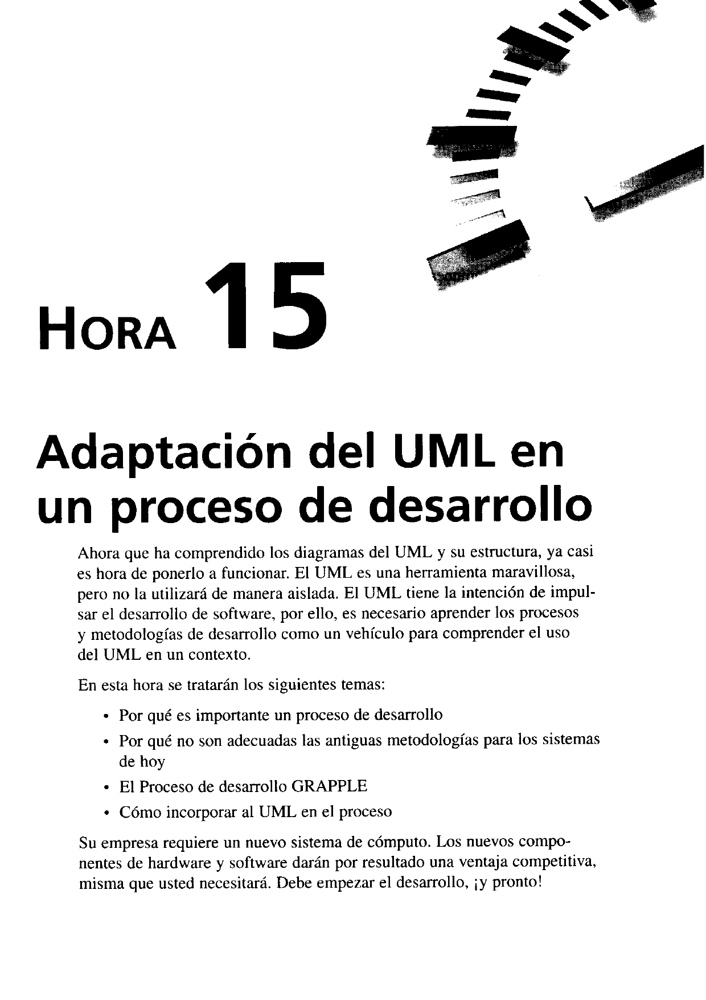 HORA 15
Adaptación del UML en
un proceso de desarrollo
Ahora que ha comprendido los diagramas del UML y su estructura, ya casi
es hora de ponerlo a funcionar. El UML es una herramienta maravillosa,
pero no la utilizará de manera aislada. El UML tiene la intención de impul-
sar el desarrollo de software, por ello, es necesario aprender los procesos
y metodologías de desarrollo como un vehículo para comprender el uso
del UML en un contexto.
En esta hora se tratarán los siguientes temas:
• Por qué es importante un proceso de desarrollo
• Por qué no son adecuadas las antiguas metodologías para los sistemas
de hoy
• El Proceso de desarrollo GRAPPLE
• Cómo incorporar al UML en el proceso
Su empresa requiere un nuevo sistema de cómputo. Los nuevos compo-
nentes de hardware y software darán por resultado una ventaja competitiva,
misma que usted necesitará. Debe empezar el desarrollo, ¡y pronto!